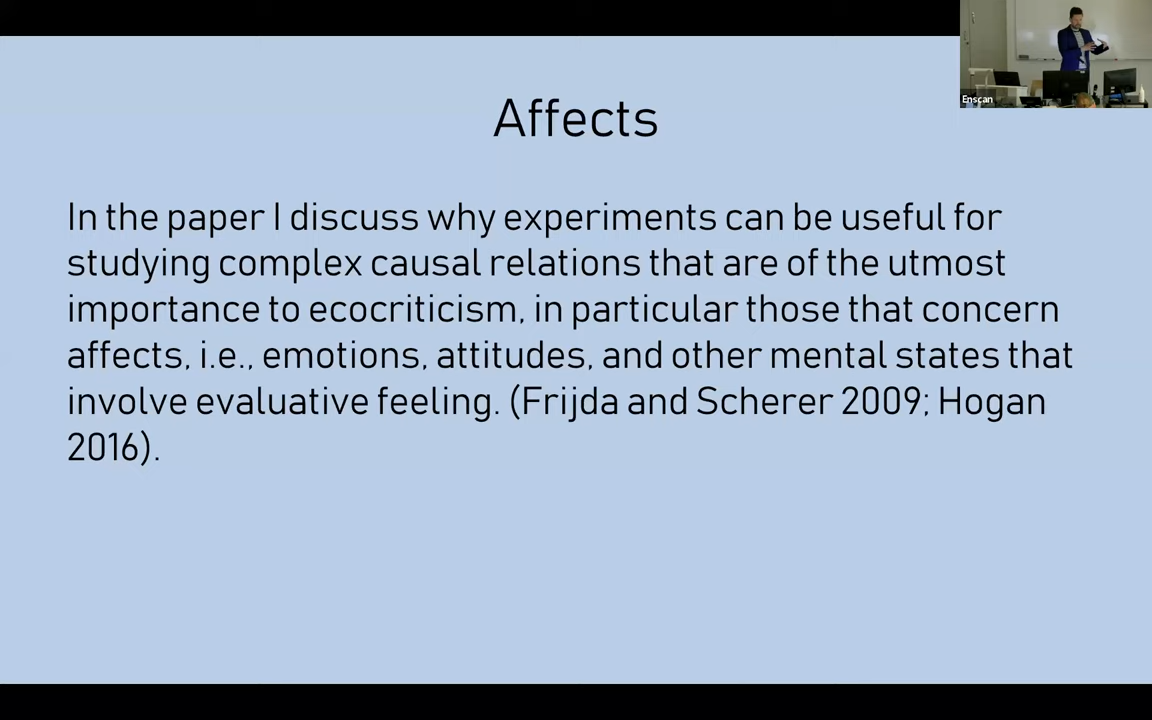 Enscan
Affects
In the paper I discuss why experiments can be useful for
studying complex causal relations that are of the utmost
importance to ecocriticism, in particular those that concern
affects, i.e., emotions, attitudes, and other mental states that
involve evaluative feeling. (Frijda and Scherer 2009; Hogan
2016).